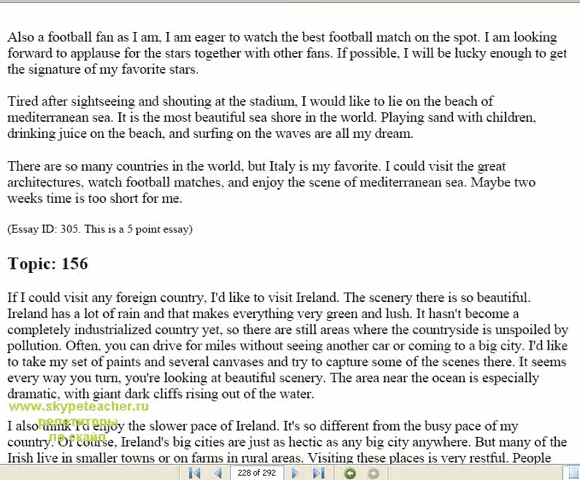 Also a football fan as I am, I am eager to watch the best football match on the spot. I am looking
forward to applause for the stars together with other fans. If possible, I will be lucky enough to get
the signature of my favorite stars.
Tired after sightseeing and shouting at the stadium, I would like to lie on the beach of
mediterranean sea. It is the most beautiful sea shore in the world. Playing sand with children,
drinking juice on the beach, and surfing on the waves are all my dream.
There are so many countries in the world, but Italy is my favorite. I could visit the great
architectures, watch football matches, and enjoy the scene of mediterranean sea. Maybe two
weeks time is too short for me.
(Essay ID: 305. This is a 5 point essay)
Topic: 156
If I could visit any foreign country, I'd like to visit Ireland. The scenery there is so beautiful.
Ireland has a lot of rain and that makes everything very green and lush. It hasn't become a
completely industrialized country yet, so there are still areas where the countryside is unspoiled by
pollution. Often, you can drive for miles without seeing another car or coming to a big city. I'd like
to take my set of paints and several canvases and try to capture some of the scenes there. It seems
every way you turn, you're looking at beautiful scenery. The area near the ocean is especially
dramatic, with giant dark cliffs rising out of the water.
www.skypeteacher.ru
I also think I'd enjoy the slower pace of Ireland. It's so different from the busy pace of my
репетиторы
country. Of course, Ireland's big cities are just as hectic as any big city anywhere. But many of the
по скайп
Irish live in smaller towns or on farms in rural areas. Visiting these places is very restful. People
228 of 292